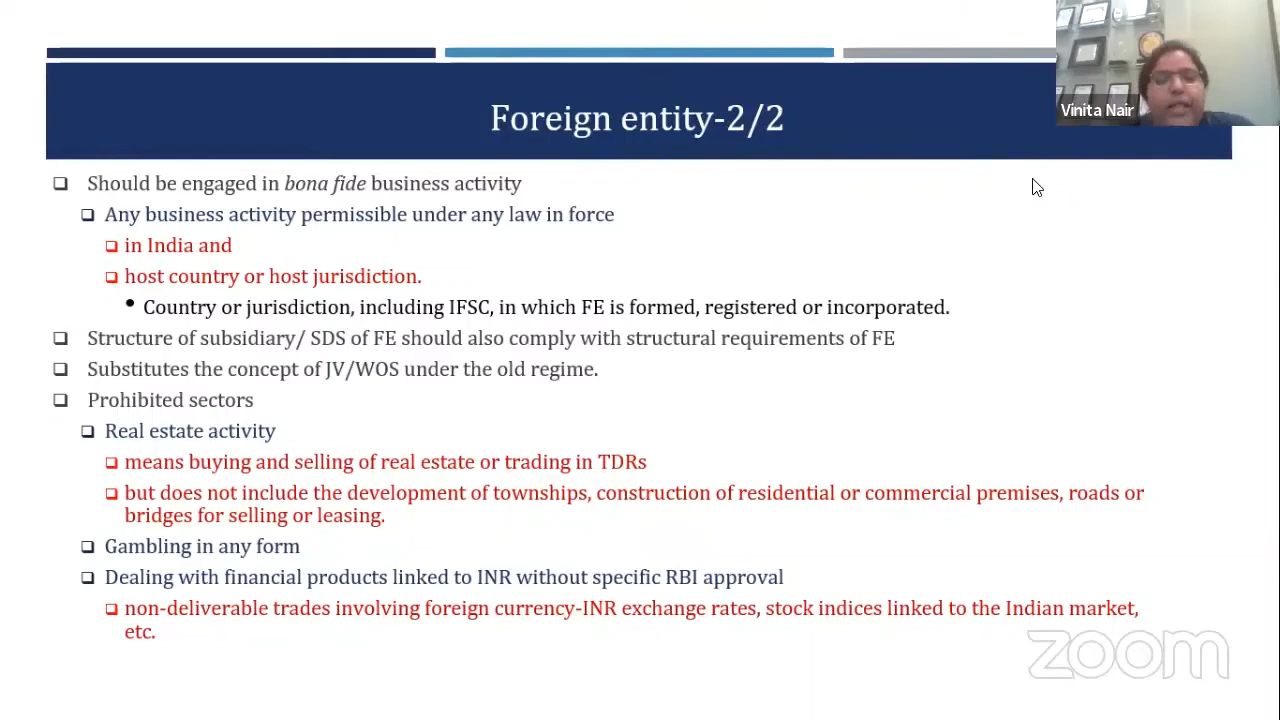 Vinita Nair
Foreign entity-2/2
Should be engaged in bona fide business activity
Any business activity permissible under any law in force
in India and
host country or host jurisdiction.
Country or jurisdiction, including IFSC, in which FE is formed, registered or incorporated.
Structure of subsidiary/ SDS of FE should also comply with structural requirements of FE
Substitutes the concept of JV/WOS under the old regime.
Prohibited sectors
Real estate activity
means buying and selling of real estate or trading in TDRs
but does not include the development of townships, construction of residential or commercial premises, roads or
bridges for selling or leasing.
Gambling in any form
Dealing with financial products linked to INR without specific RBI approval
non-deliverable trades involving foreign currency-INR exchange rates, stock indices linked to the Indian market,
etc.
zoom